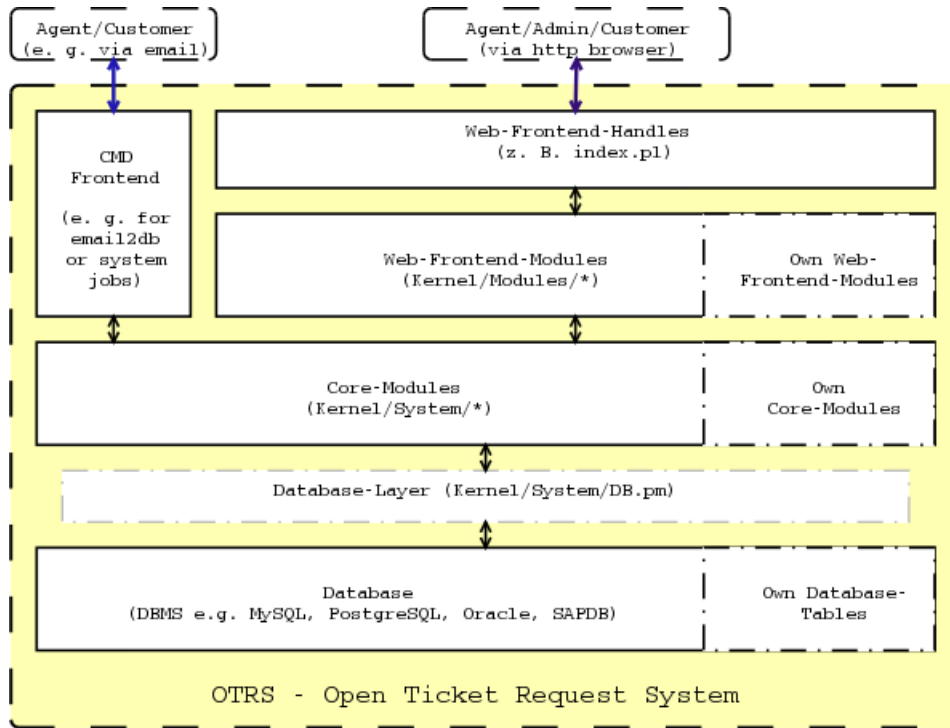 Agent/Customer
(e. g. via email)
Agent/Admin/Customer
(via http browser)
CMD
Frontend
(e. g. for
email2db
or system
jobs)
Web-Frontend-Handles
(z. B. index.pl)
Web-Frontend-Modules
(Kernel/Modules/*)
Own Web-
Frontend-Modules
Core-Modules
(Kernel/System/*)
Own
Core-Modules
Database-Layer (Kernel/System/DB.pm)
Database
(DBMS e.g. MySQL, PostgreSQL, Oracle, SAPDB)
Own Database-
Tables
OTRS - Open Ticket Request System